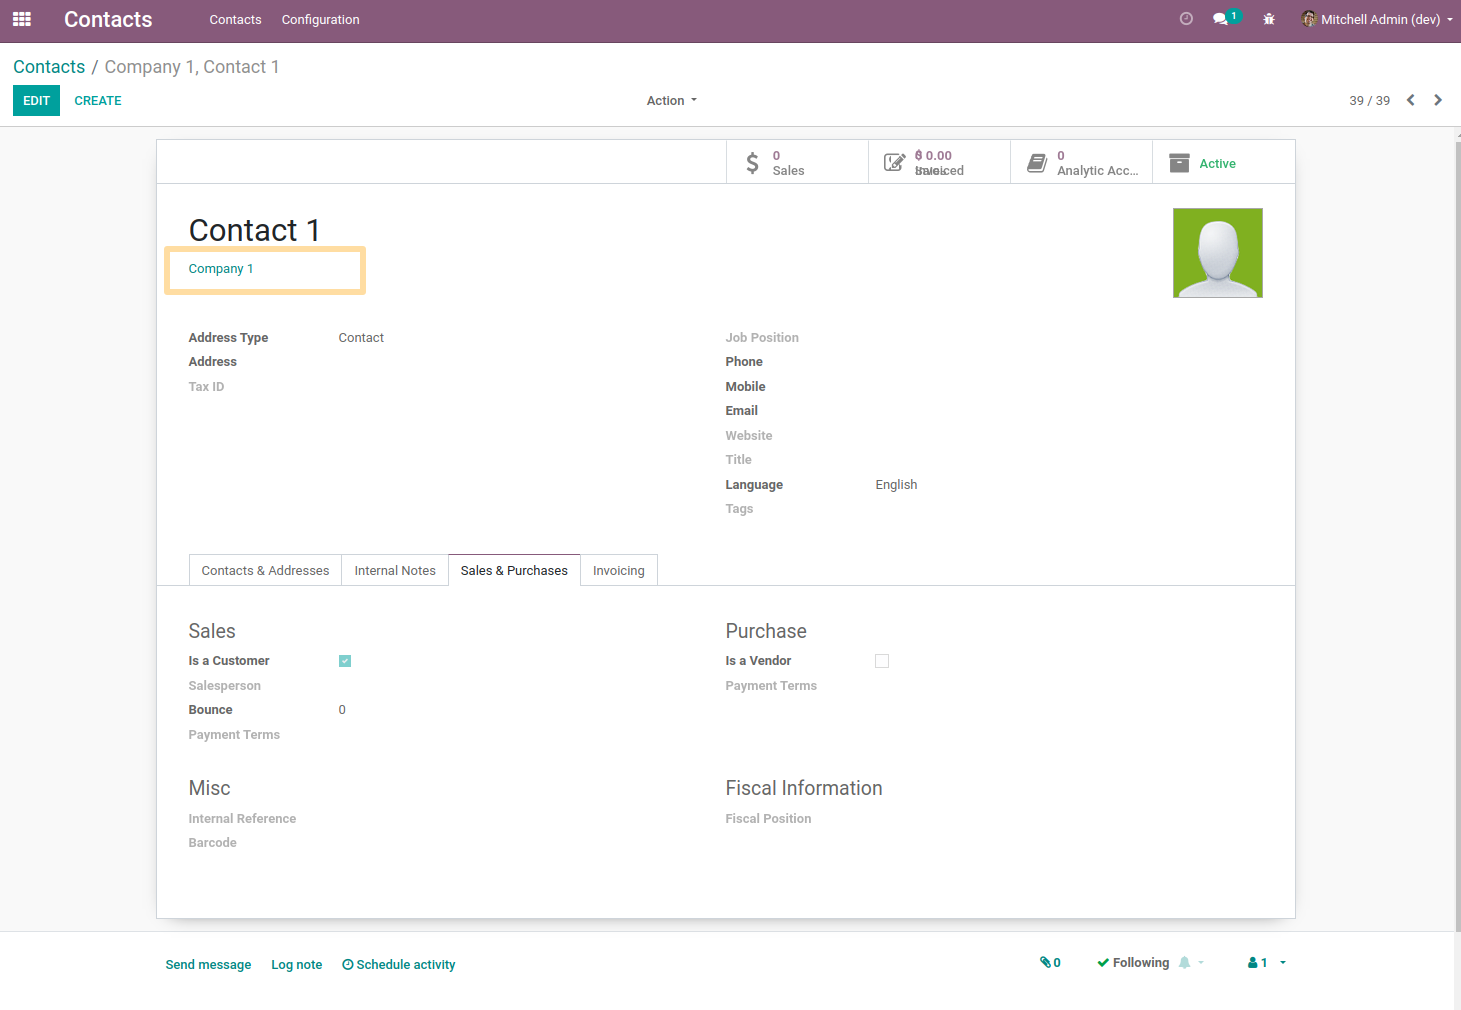 Contacts Contacts Configuration 1 Mitchell Admin (dev)
Contacts / Company 1, Contact 1
EDIT CREATE Action 39 / 39
0 $ 0.00 0
Sales Invoiced Analytic Acc... Active
Contact 1
Company 1
Address Type Contact Job Position
Address Phone
Tax ID Mobile
Email
Website
Title
Language English
Tags
Contacts & Addresses Internal Notes Sales & Purchases Invoicing
Sales Purchase
Is a Customer Is a Vendor
Salesperson Payment Terms
Bounce 0
Payment Terms
Misc Fiscal Information
Internal Reference Fiscal Position
Barcode
Send message Log note Schedule activity 0 Following 1